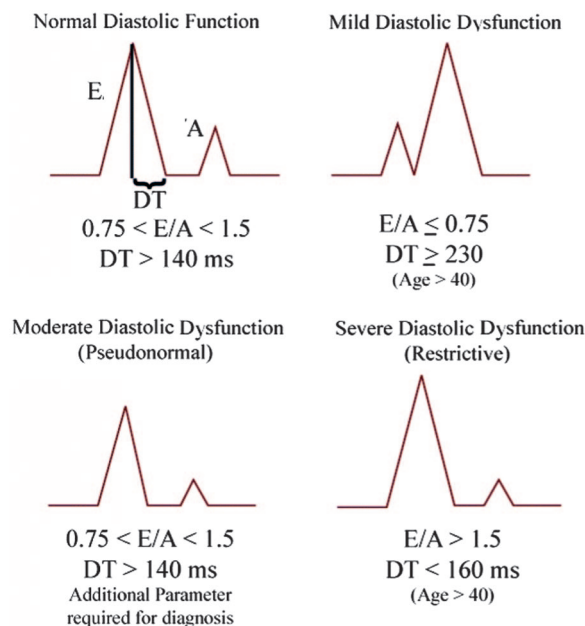 Normal Diastolic Function
E
A
DT
0.75 < E/A < 1.5
DT > 140 ms
Mild Diastolic Dysfunction
E/A ≤ 0.75
DT ≥ 230
(Age > 40)
Moderate Diastolic Dysfunction
(Pseudonormal)
0.75 < E/A < 1.5
DT > 140 ms
Additional Parameter
required for diagnosis
Severe Diastolic Dysfunction
(Restrictive)
E/A > 1.5
DT < 160 ms
(Age > 40)